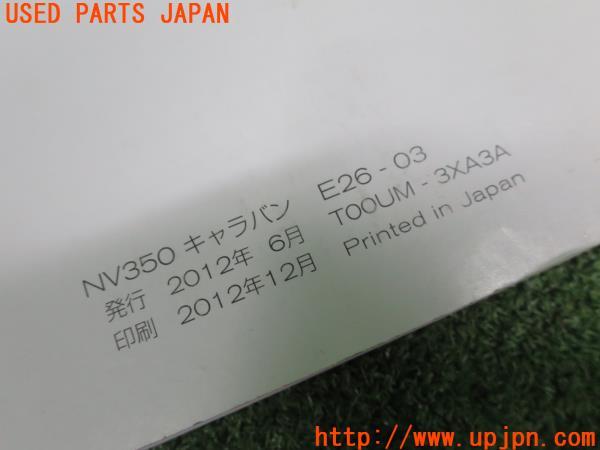 USED PARTS JAPAN
NV350 キャラバン E26 - 03
発行 2012年 6月 T00UM - 3XA3A
印刷 2012年12月 Printed in Japan
http://www.upjpn.com/